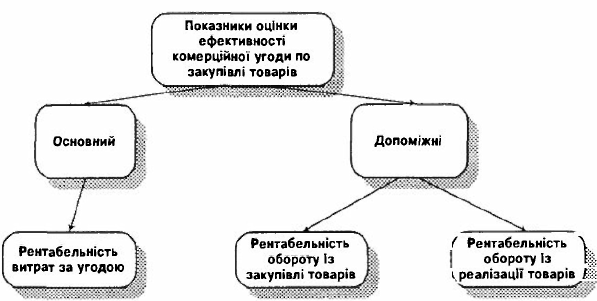 Показники оцінки
ефективності
комерційної угоди по
закупівлі товарів
Основний
Допоміжні
Рентабельність
витрат за угодою
Рентабельність
обороту із
закупівлі товарів
Рентабельність
обороту із
реалізації товарів